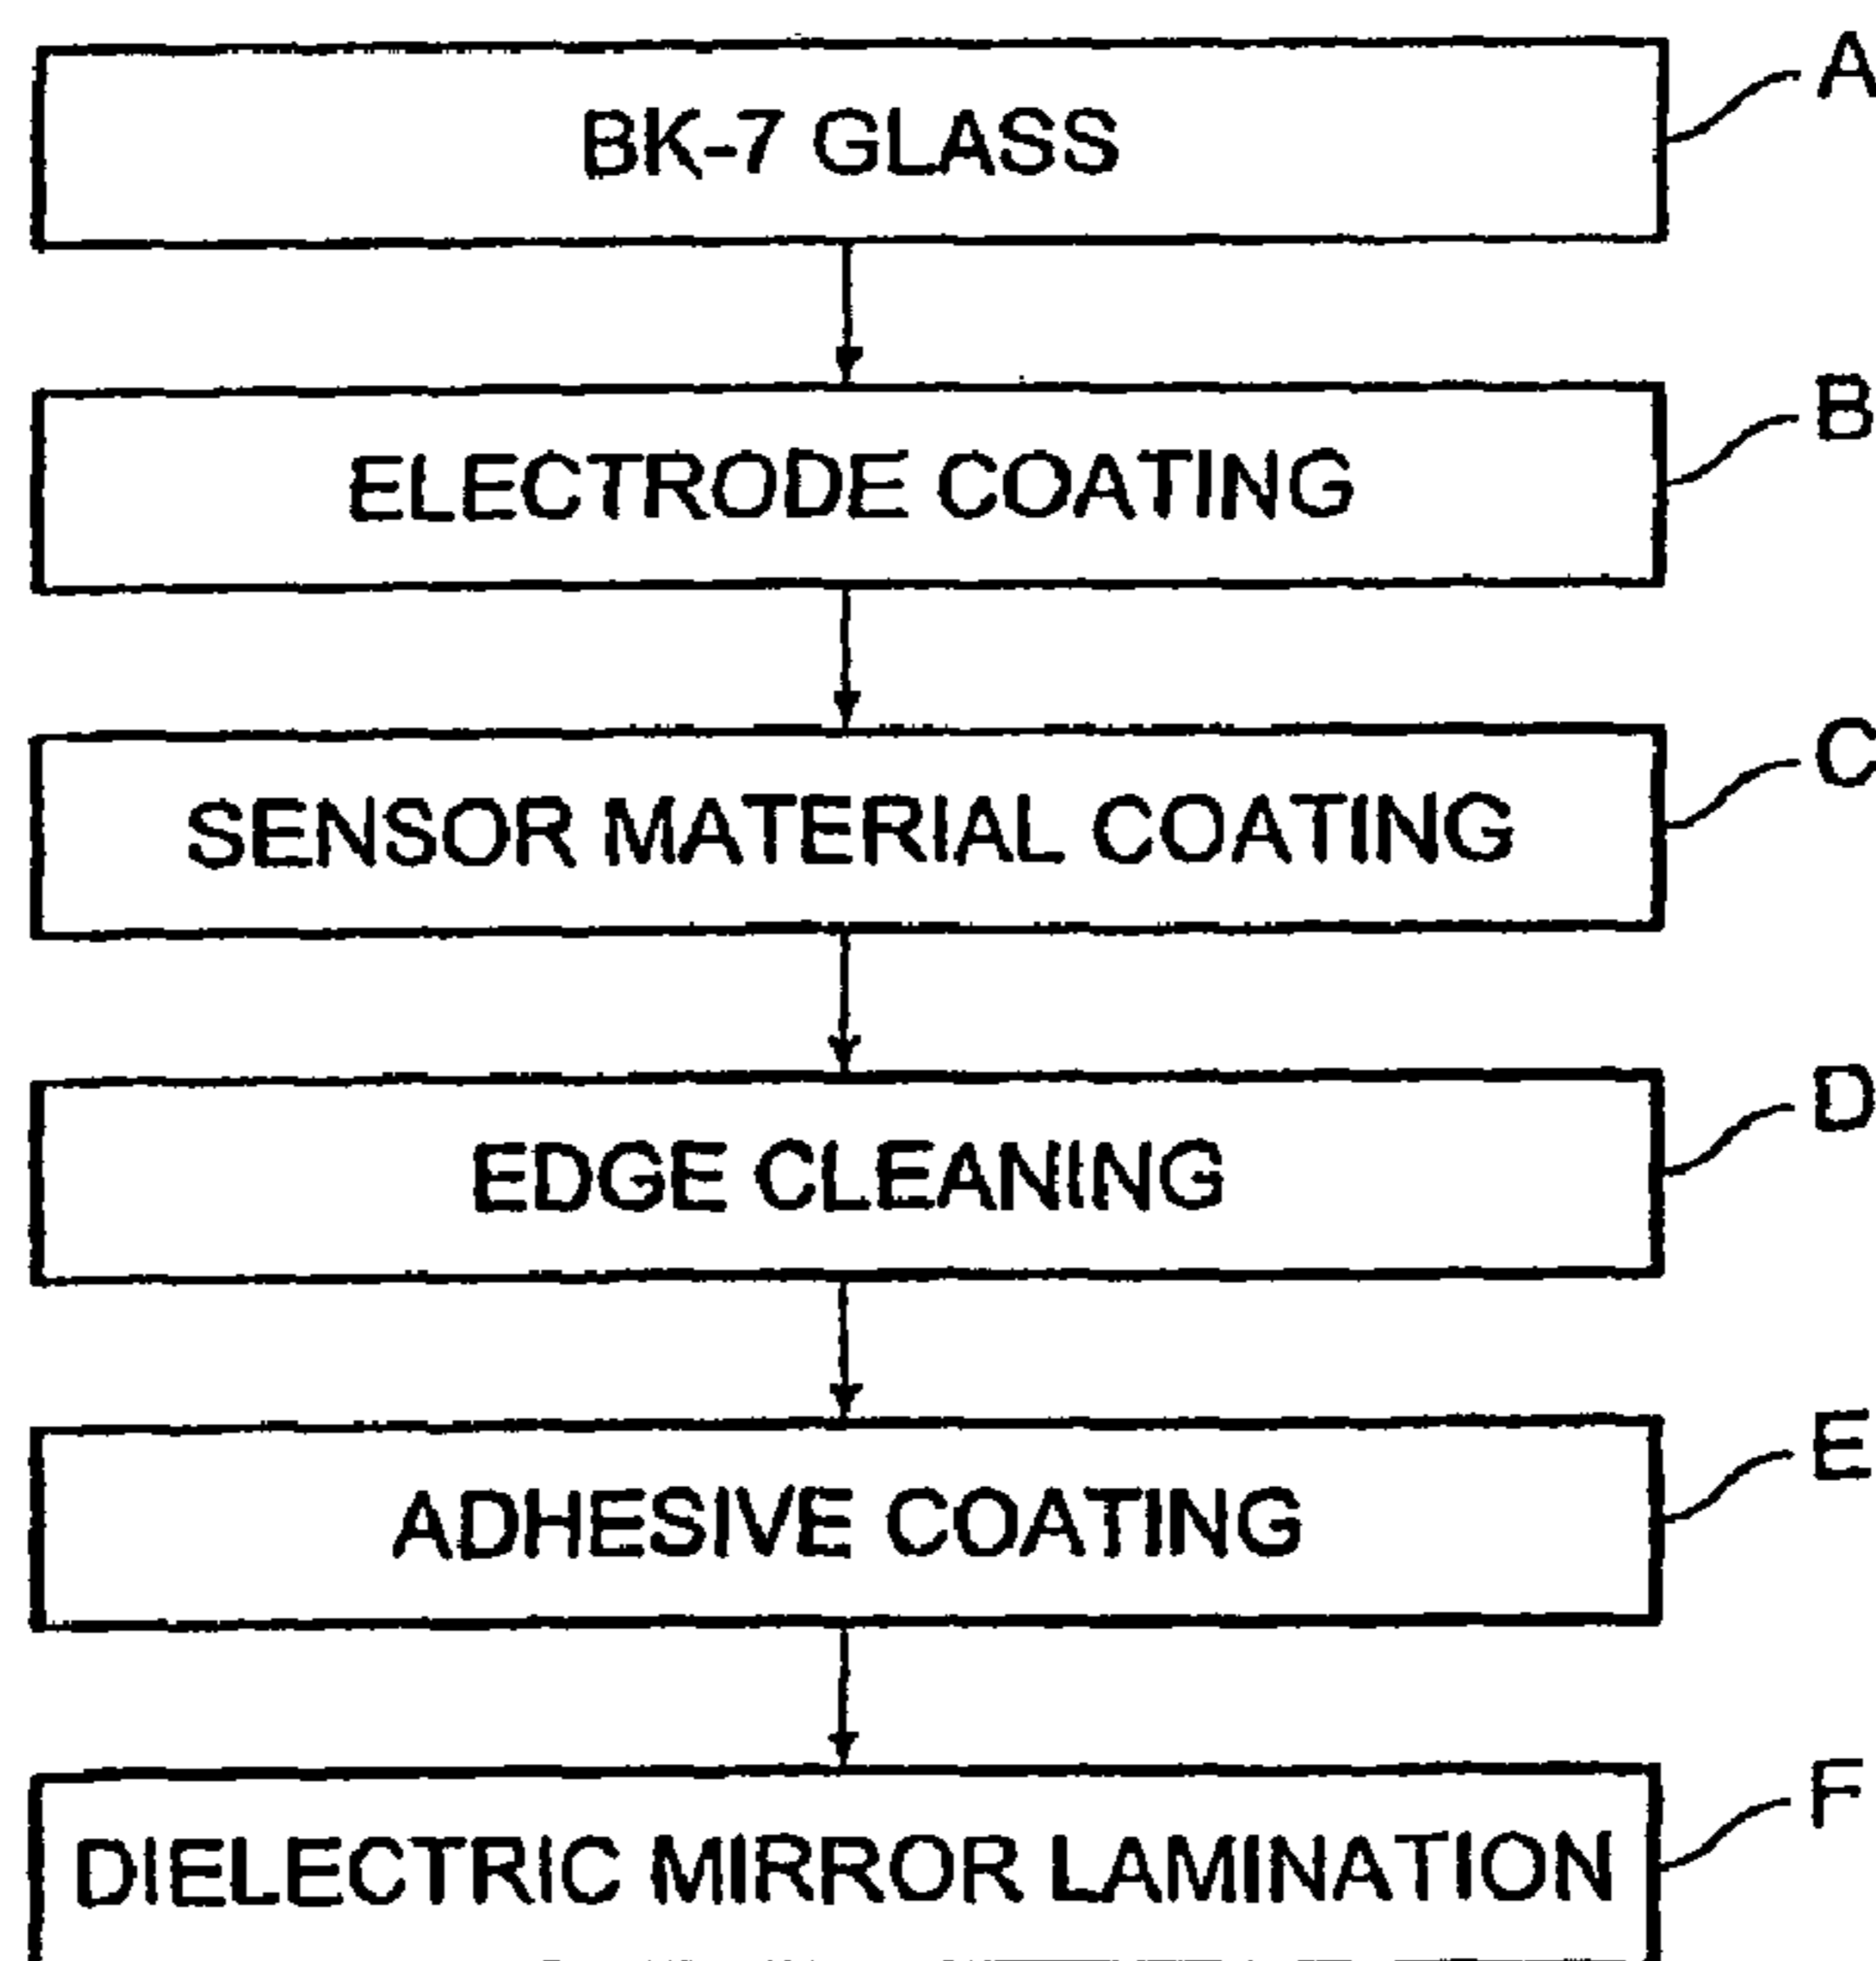 BK-7 GLASS
A
ELECTRODE COATING
B
SENSOR MATERIAL COATING
C
EDGE CLEANING
D
ADHESIVE COATING
E
DIELECTRIC MIRROR LAMINATION
F